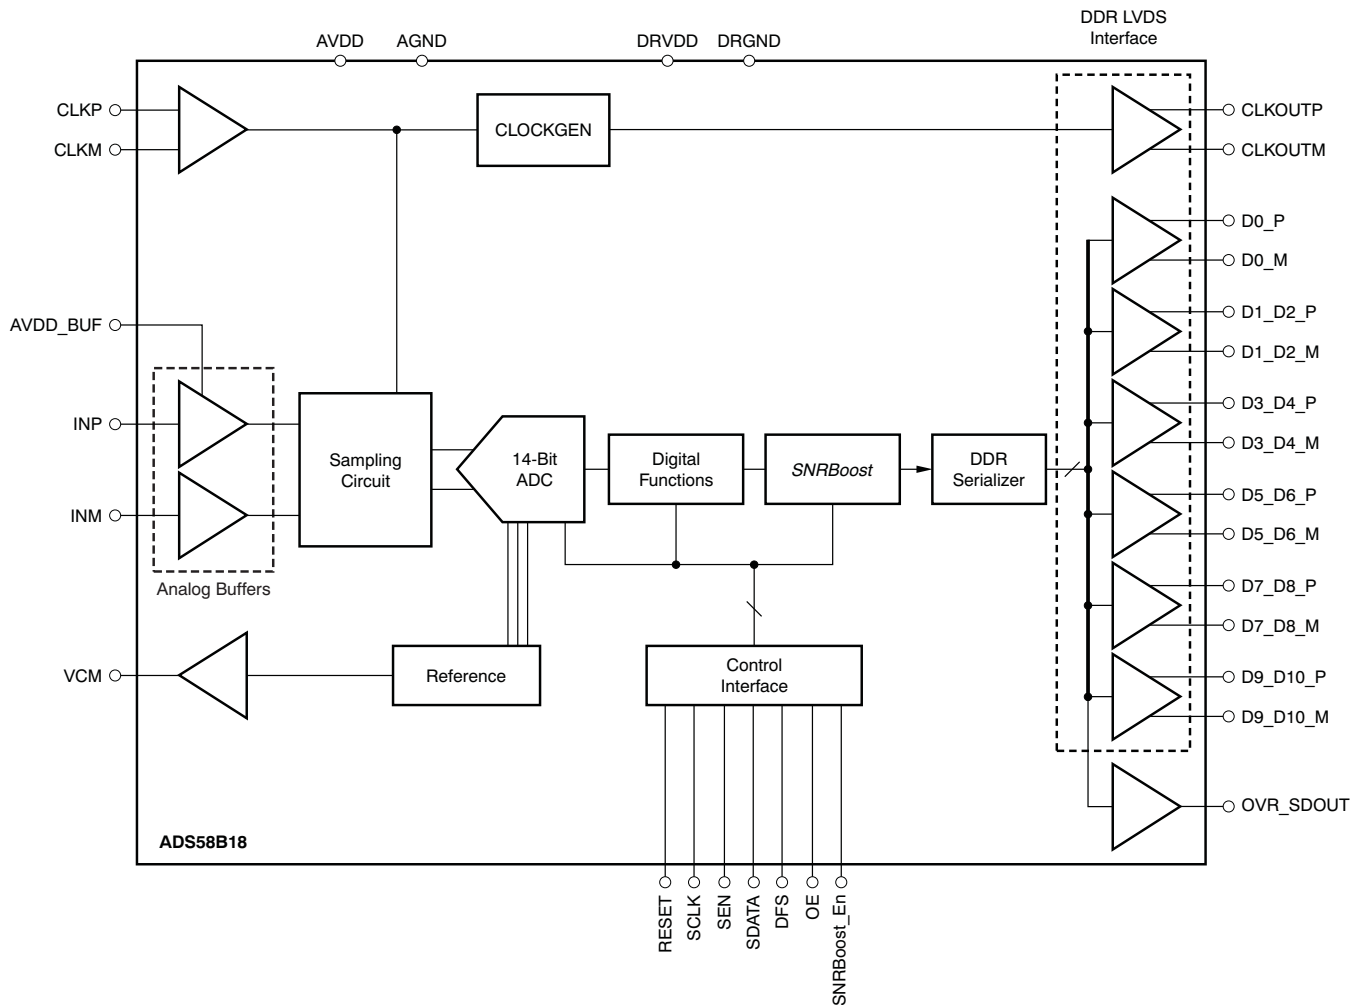 DDR LVDS
Interface
AVDD
AGND
DRVDD
DRGND
CLKP
CLKM
CLOCKGEN
CLKOUTP
CLKOUTM
D0_P
D0_M
D1_D2_P
D1_D2_M
AVDD_BUF
INP
INM
Analog Buffers
Sampling
Circuit
14-Bit
ADC
Digital
Functions
SNRBoost
DDR
Serializer
D3_D4_P
D3_D4_M
D5_D6_P
D5_D6_M
D7_D8_P
D7_D8_M
D9_D10_P
D9_D10_M
VCM
Reference
Control
Interface
OVR_SDOUT
ADS58B18
RESET
SCLK
SEN
SDATA
DFS
OE
SNRBoost_En